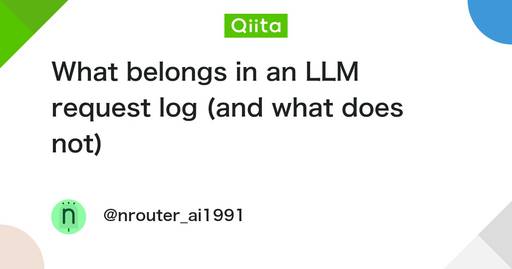 Qiita
What belongs in an LLM
request log (and what does
not)
n
@nrouter_ai1991